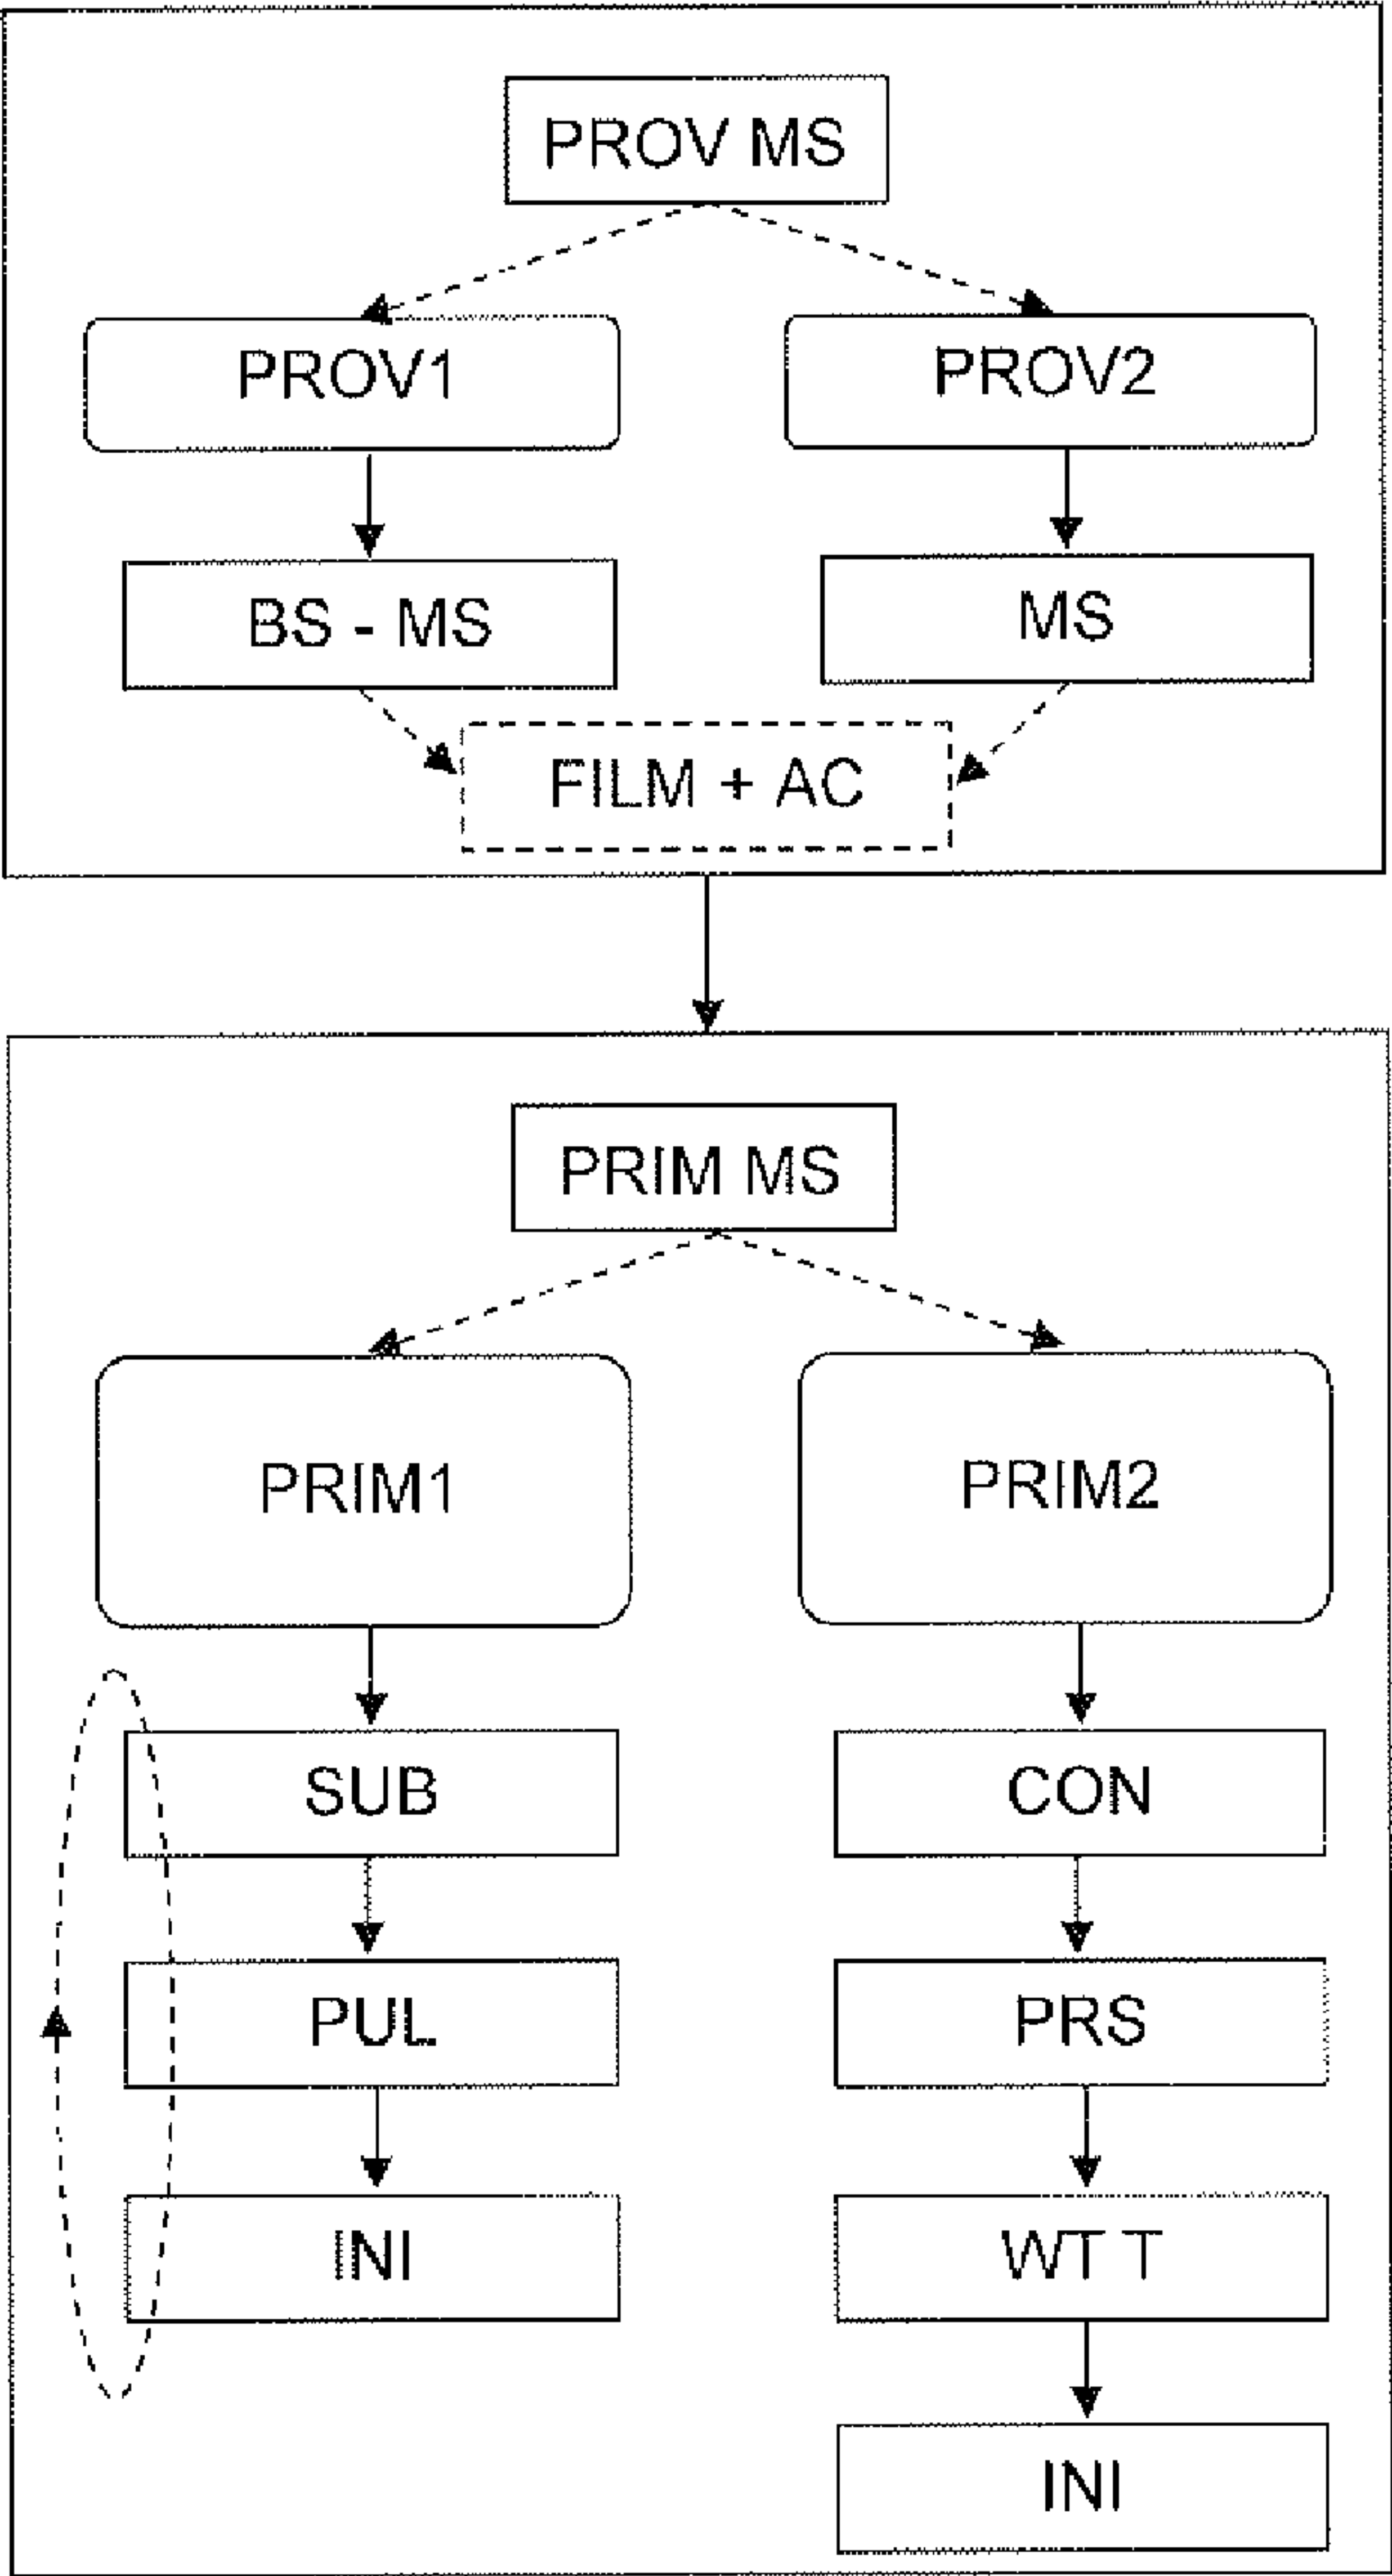 PROV MS
PROV1
PROV2
BS - MS
MS
FILM + AC
PRIM MS
PRIM1
PRIM2
SUB
CON
PUL
PRS
INI
WT T
INI